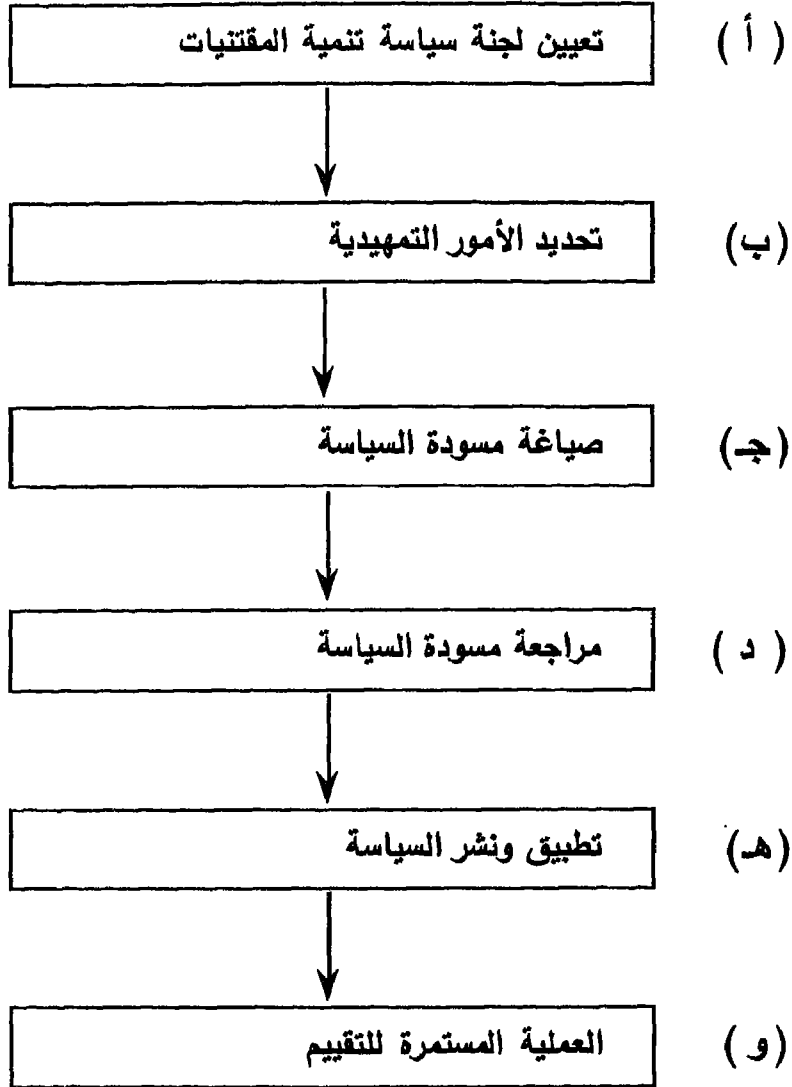 ( أ ) تعيين لجنة سياسة تنمية المقتنيات
(ب) تحديد الأمور التمهيدية
(جـ) صياغة مسودة السياسة
( د ) مراجعة مسودة السياسة
(هـ) تطبيق ونشر السياسة
( و ) العملية المستمرة للتقييم